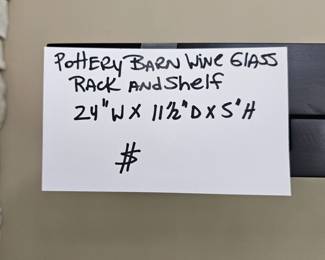 Pottery Barn Wine Glass
Rack and Shelf
24" W x 11½" D x 5" H
$